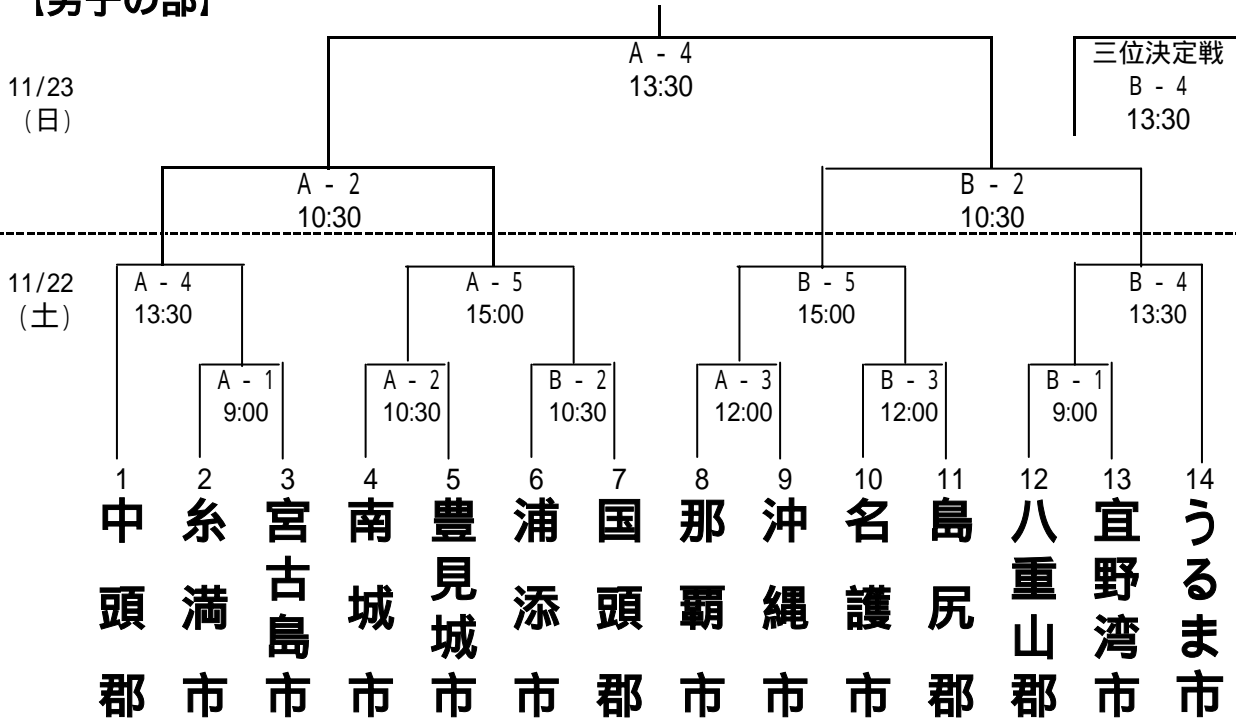 【男子の部】
A - 4
13:30
三位決定戦
B - 4
13:30
11/23
(日)
A - 2
10:30
B - 2
10:30
11/22
(土)
A - 4
13:30
A - 5
15:00
B - 5
15:00
B - 4
13:30
A - 1
9:00
A - 2
10:30
B - 2
10:30
A - 3
12:00
B - 3
12:00
B - 1
9:00
1
中頭郡
2
糸満市
3
宮古島市
4
南城市
5
豊見城市
6
浦添市
7
国頭郡
8
那覇市
9
沖縄市
10
名護市
11
島尻郡
12
八重山郡
13
宜野湾市
14
うるま市